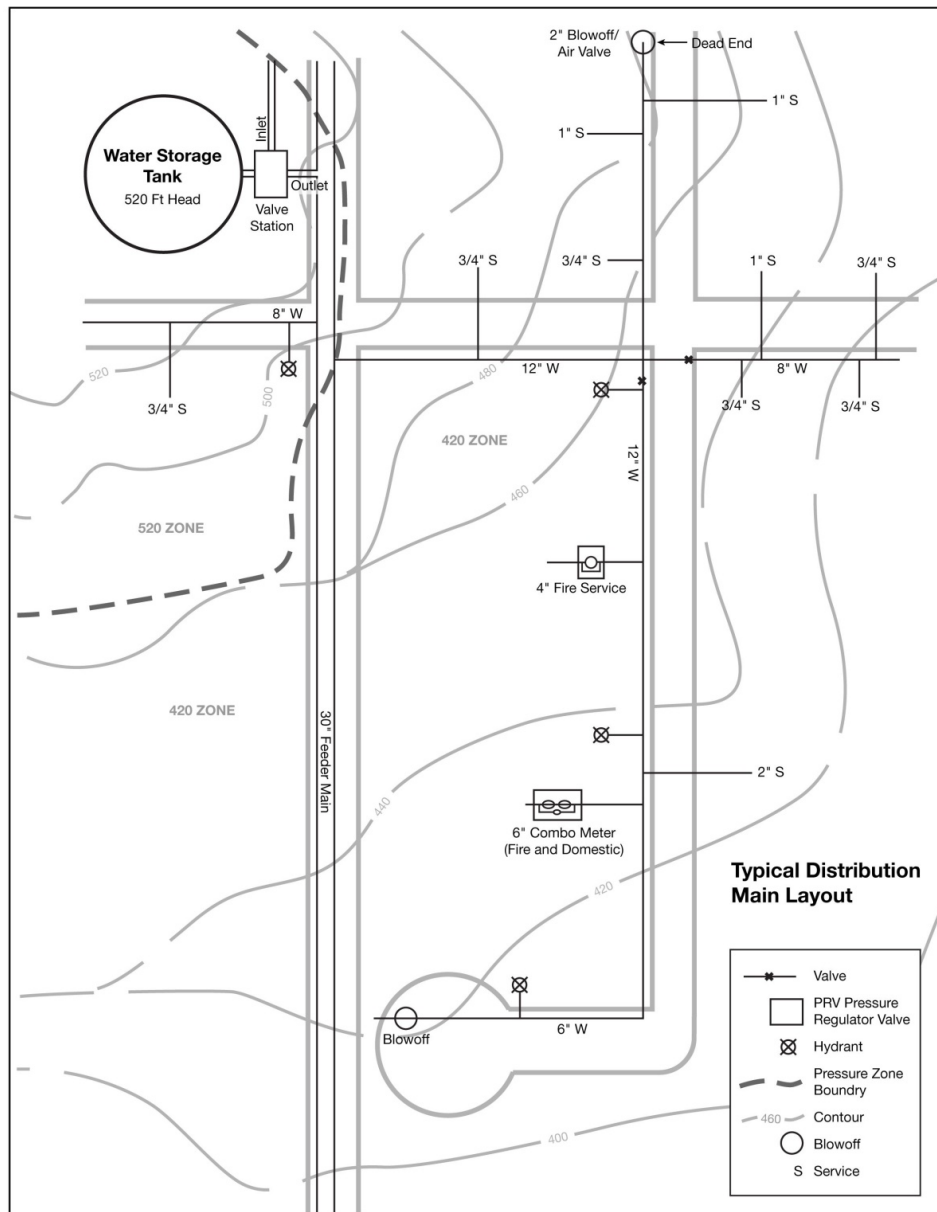 2" Blowoff/
Air Valve
Dead End
1" S
1" S
Inlet
Water Storage
Tank
520 Ft Head
Outlet
Valve
Station
3/4" S
3/4" S
1" S
3/4" S
8" W
12" W
8" W
3/4" S
3/4" S
3/4" S
520
500
480
420 ZONE
12" W
460
520 ZONE
4" Fire Service
420 ZONE
30" Feeder Main
440
2" S
6" Combo Meter
(Fire and Domestic)
420
Typical Distribution
Main Layout
Valve
PRV Pressure
Regulator Valve
Hydrant
Pressure Zone
Boundry
460
Contour
Blowoff
S
Service
6" W
Blowoff
400